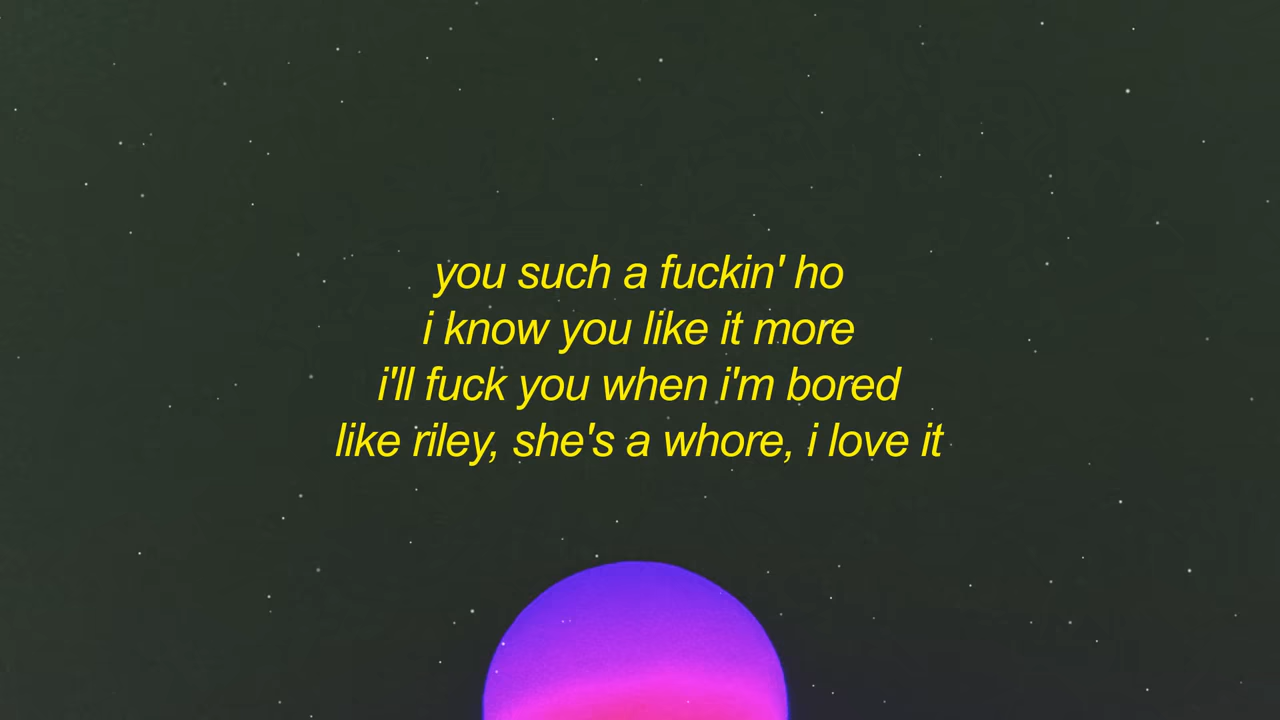 you such a fuckin' ho
i know you like it more
i'll fuck you when i'm bored
like riley, she's a whore, i love it